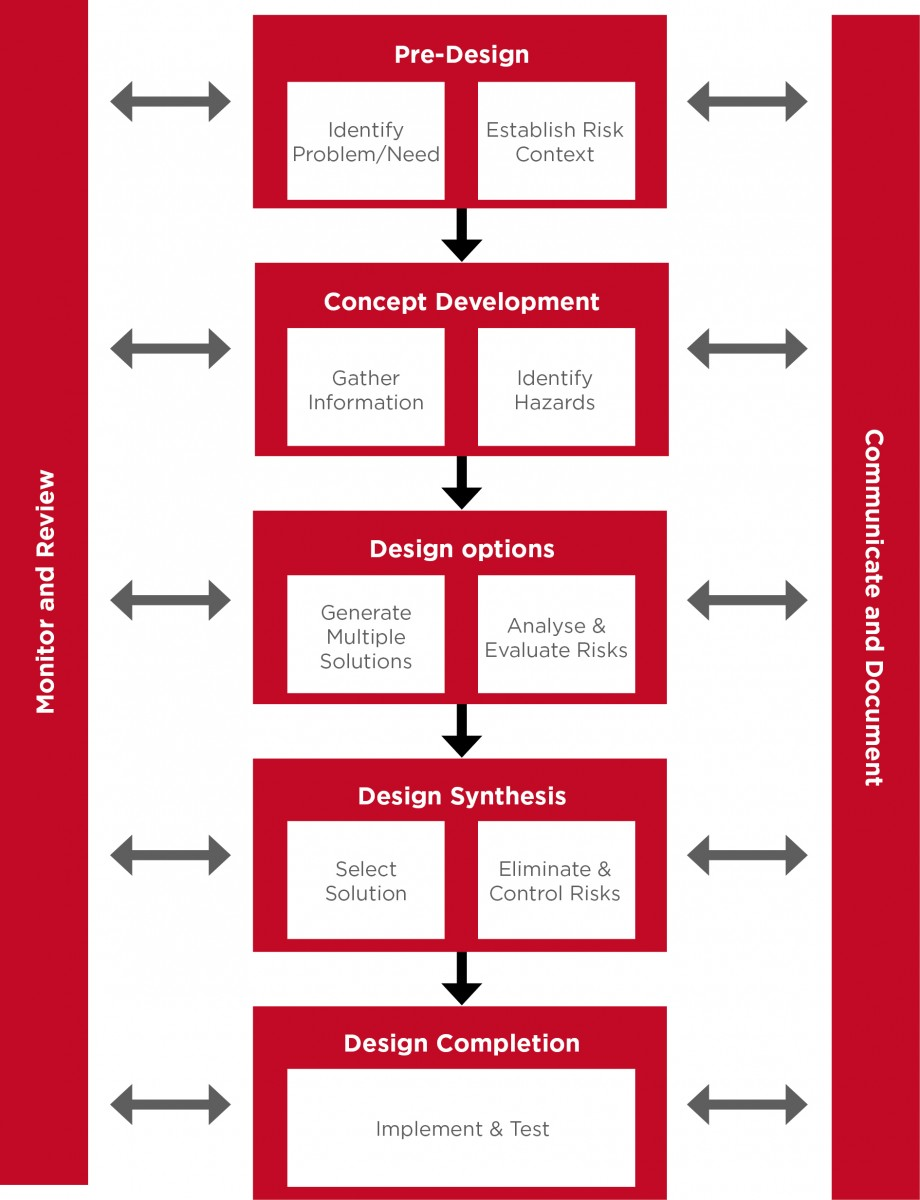 Pre-Design
Identify
Problem/Need
Establish Risk
Context
Concept Development
Gather
Information
Identify
Hazards
Design options
Generate
Multiple
Solutions
Analyse &
Evaluate Risks
Design Synthesis
Select
Solution
Eliminate &
Control Risks
Design Completion
Implement & Test
Monitor and Review
Communicate and Document